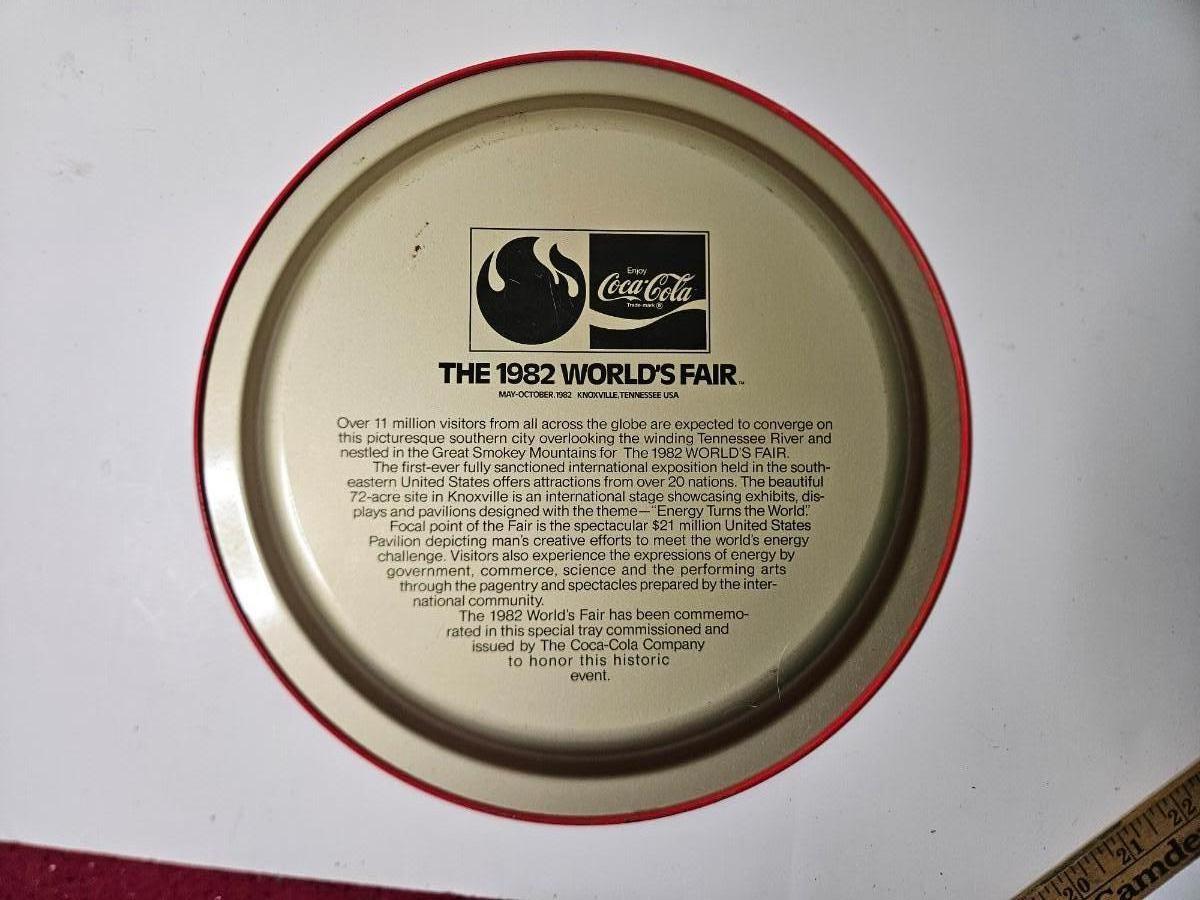 Enjoy
Coca-Cola
Trade-mark ®
THE 1982 WORLD'S FAIR™
MAY-OCTOBER, 1982 KNOXVILLE, TENNESSEE USA
Over 11 million visitors from all across the globe are expected to converge on
this picturesque southern city overlooking the winding Tennessee River and
nestled in the Great Smokey Mountains for The 1982 WORLD'S FAIR.
The first-ever fully sanctioned international exposition held in the south-
eastern United States offers attractions from over 20 nations. The beautiful
72-acre site in Knoxville is an international stage showcasing exhibits, dis-
plays and pavilions designed with the theme—"Energy Turns the World."
Focal point of the Fair is the spectacular $21 million United States
Pavilion depicting man's creative efforts to meet the world's energy
challenge. Visitors also experience the expressions of energy by
government, commerce, science and the performing arts
through the pagentry and spectacles prepared by the inter-
national community.
The 1982 World's Fair has been commemo-
rated in this special tray commissioned and
issued by The Coca-Cola Company
to honor this historic
event.
20 21 22
Camde